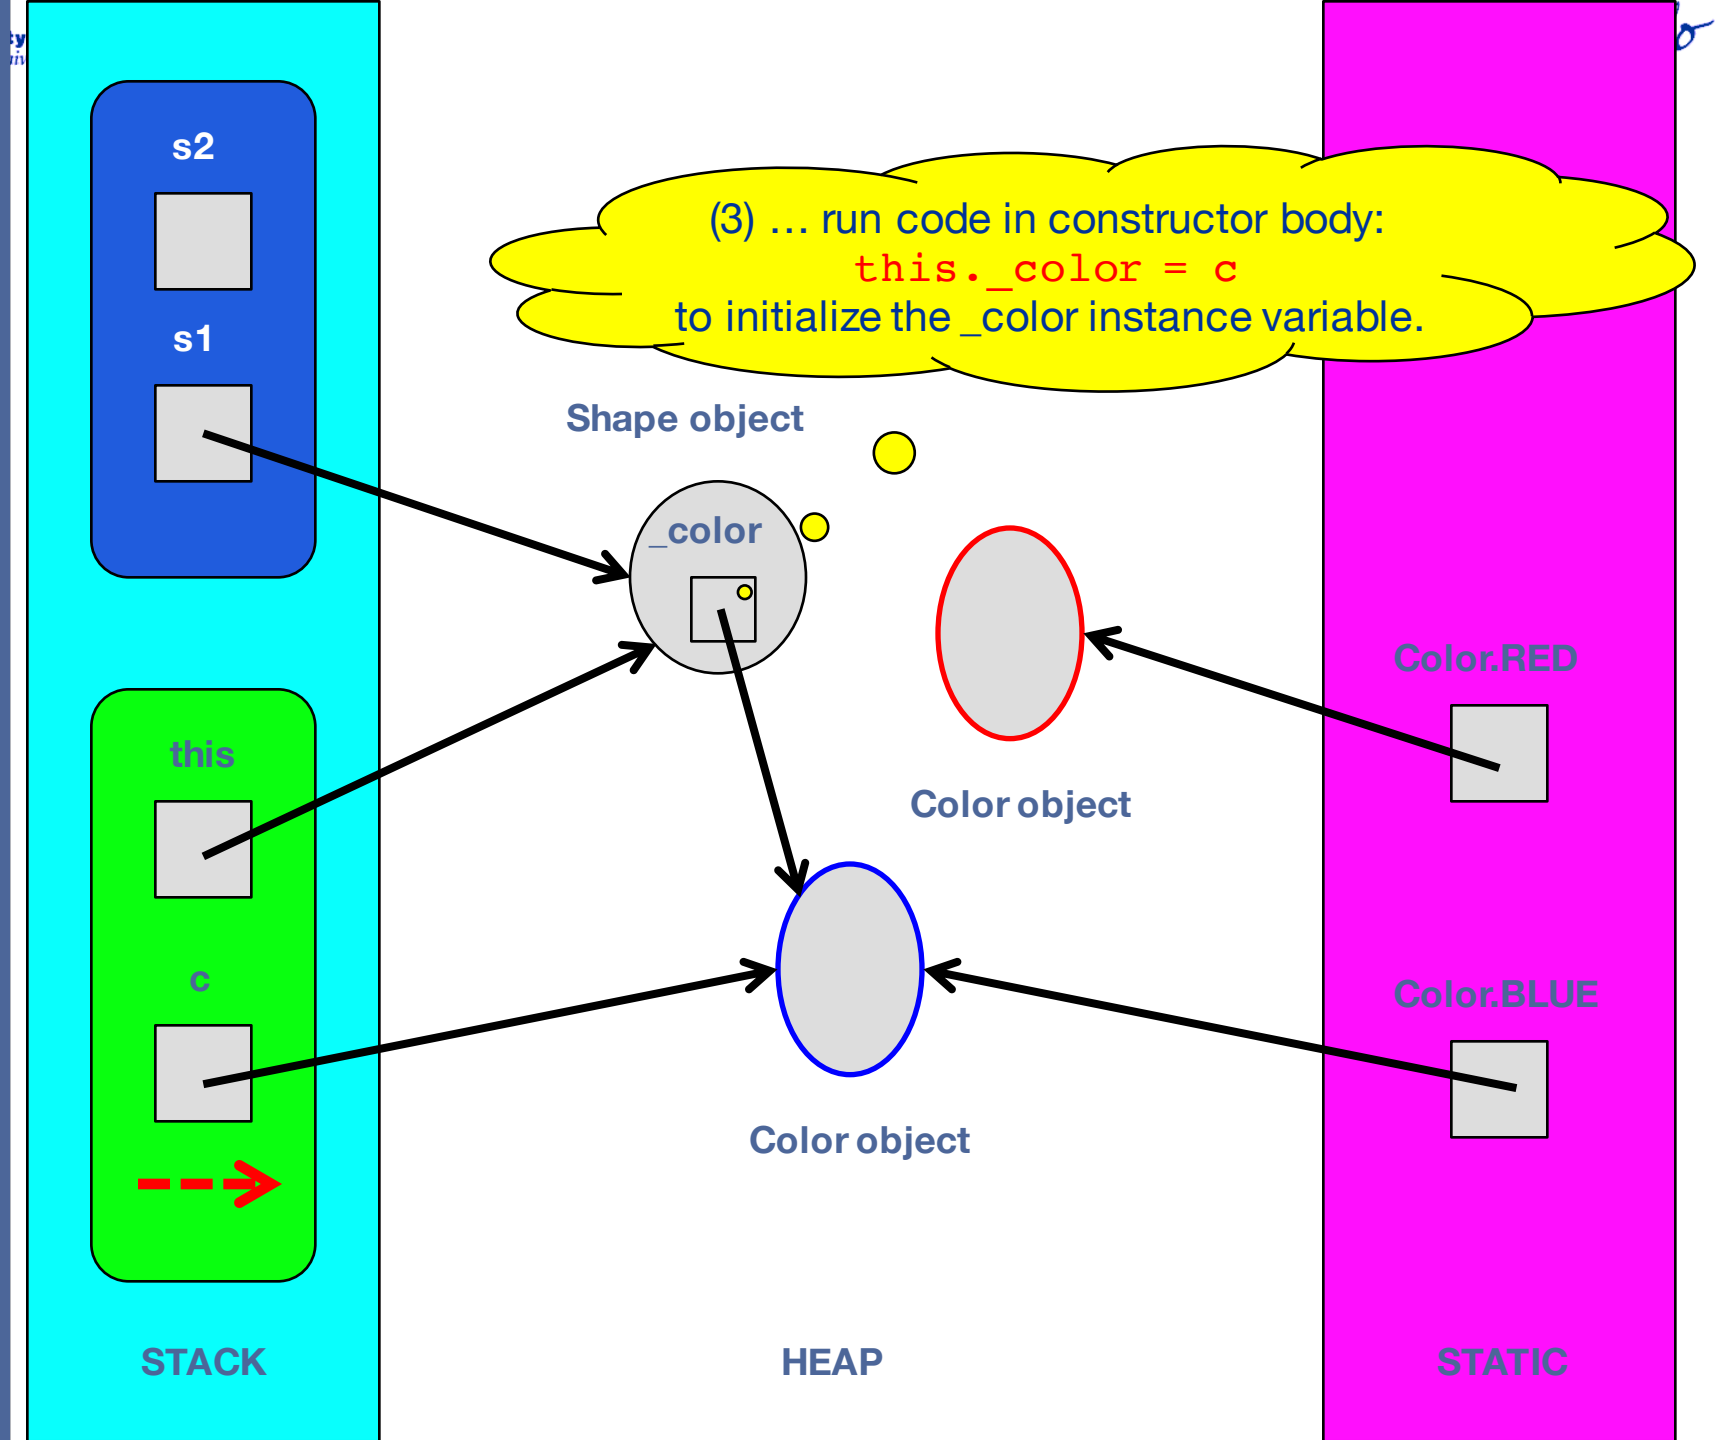 s2
s1
(3) … run code in constructor body:
this._color = c
to initialize the _color instance variable.
Shape object
_color
Color.RED
this
Color object
c
Color.BLUE
Color object
STACK
HEAP
STATIC